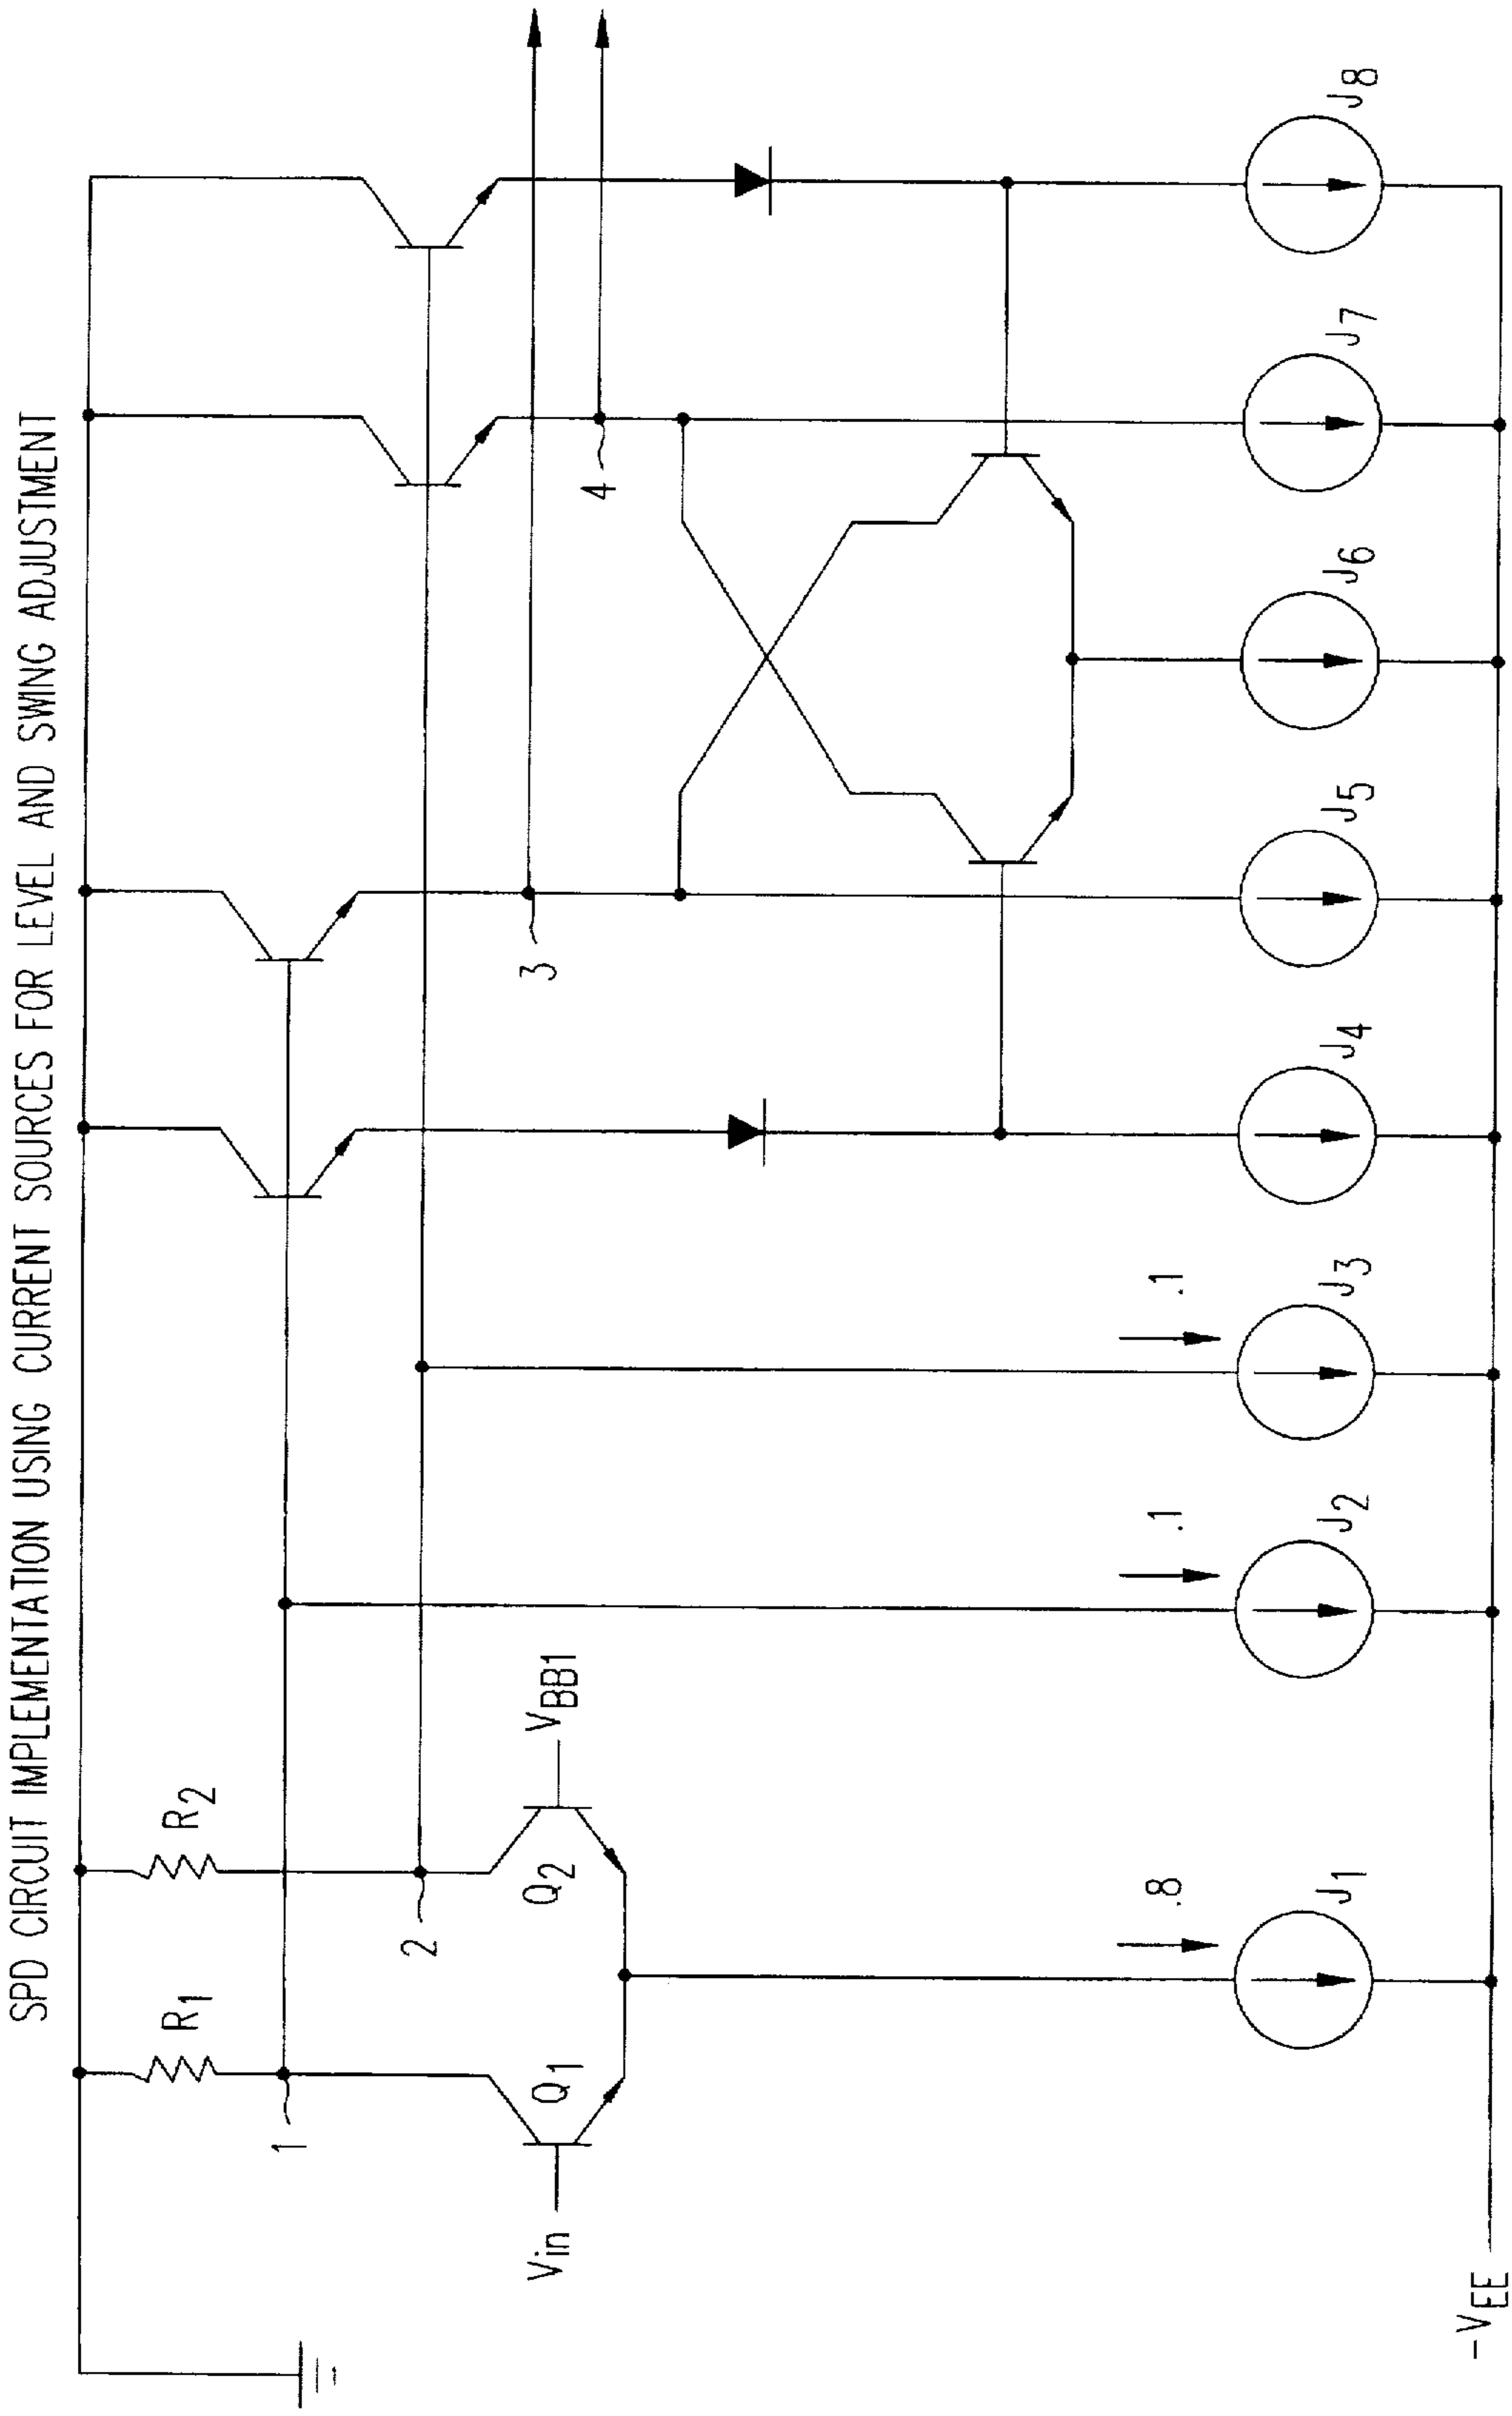 SPD CIRCUIT IMPLEMENTATION USING CURRENT SOURCES FOR LEVEL AND SWING ADJUSTMENT
R1
R2
1
2
3
4
Vin
Q1
Q2
VBB1
.8
.1
.1
J1
J2
J3
J4
J5
J6
J7
J8
-VEE